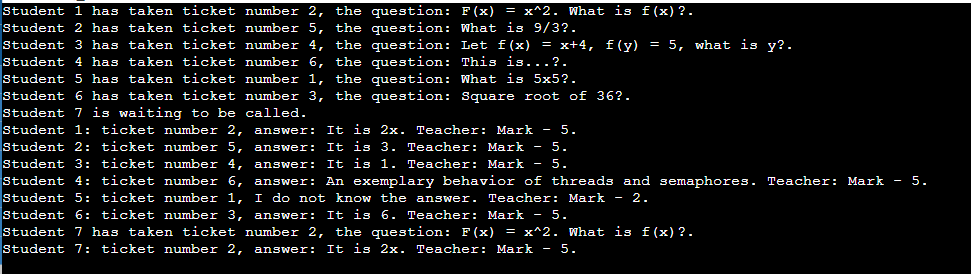 Student 1 has taken ticket number 2, the question: F(x) = x^2. What is f(x)?.
Student 2 has taken ticket number 5, the question: What is 9/3?.
Student 3 has taken ticket number 4, the question: Let f(x) = x+4, f(y) = 5, what is y?.
Student 4 has taken ticket number 6, the question: This is...?.
Student 5 has taken ticket number 1, the question: What is 5x5?.
Student 6 has taken ticket number 3, the question: Square root of 36?.
Student 7 is waiting to be called.
Student 1: ticket number 2, answer: It is 2x. Teacher: Mark - 5.
Student 2: ticket number 5, answer: It is 3. Teacher: Mark - 5.
Student 3: ticket number 4, answer: It is 1. Teacher: Mark - 5.
Student 4: ticket number 6, answer: An exemplary behavior of threads and semaphores. Teacher: Mark - 5.
Student 5: ticket number 1, I do not know the answer. Teacher: Mark - 2.
Student 6: ticket number 3, answer: It is 6. Teacher: Mark - 5.
Student 7 has taken ticket number 2, the question: F(x) = x^2. What is f(x)?.
Student 7: ticket number 2, answer: It is 2x. Teacher: Mark - 5.